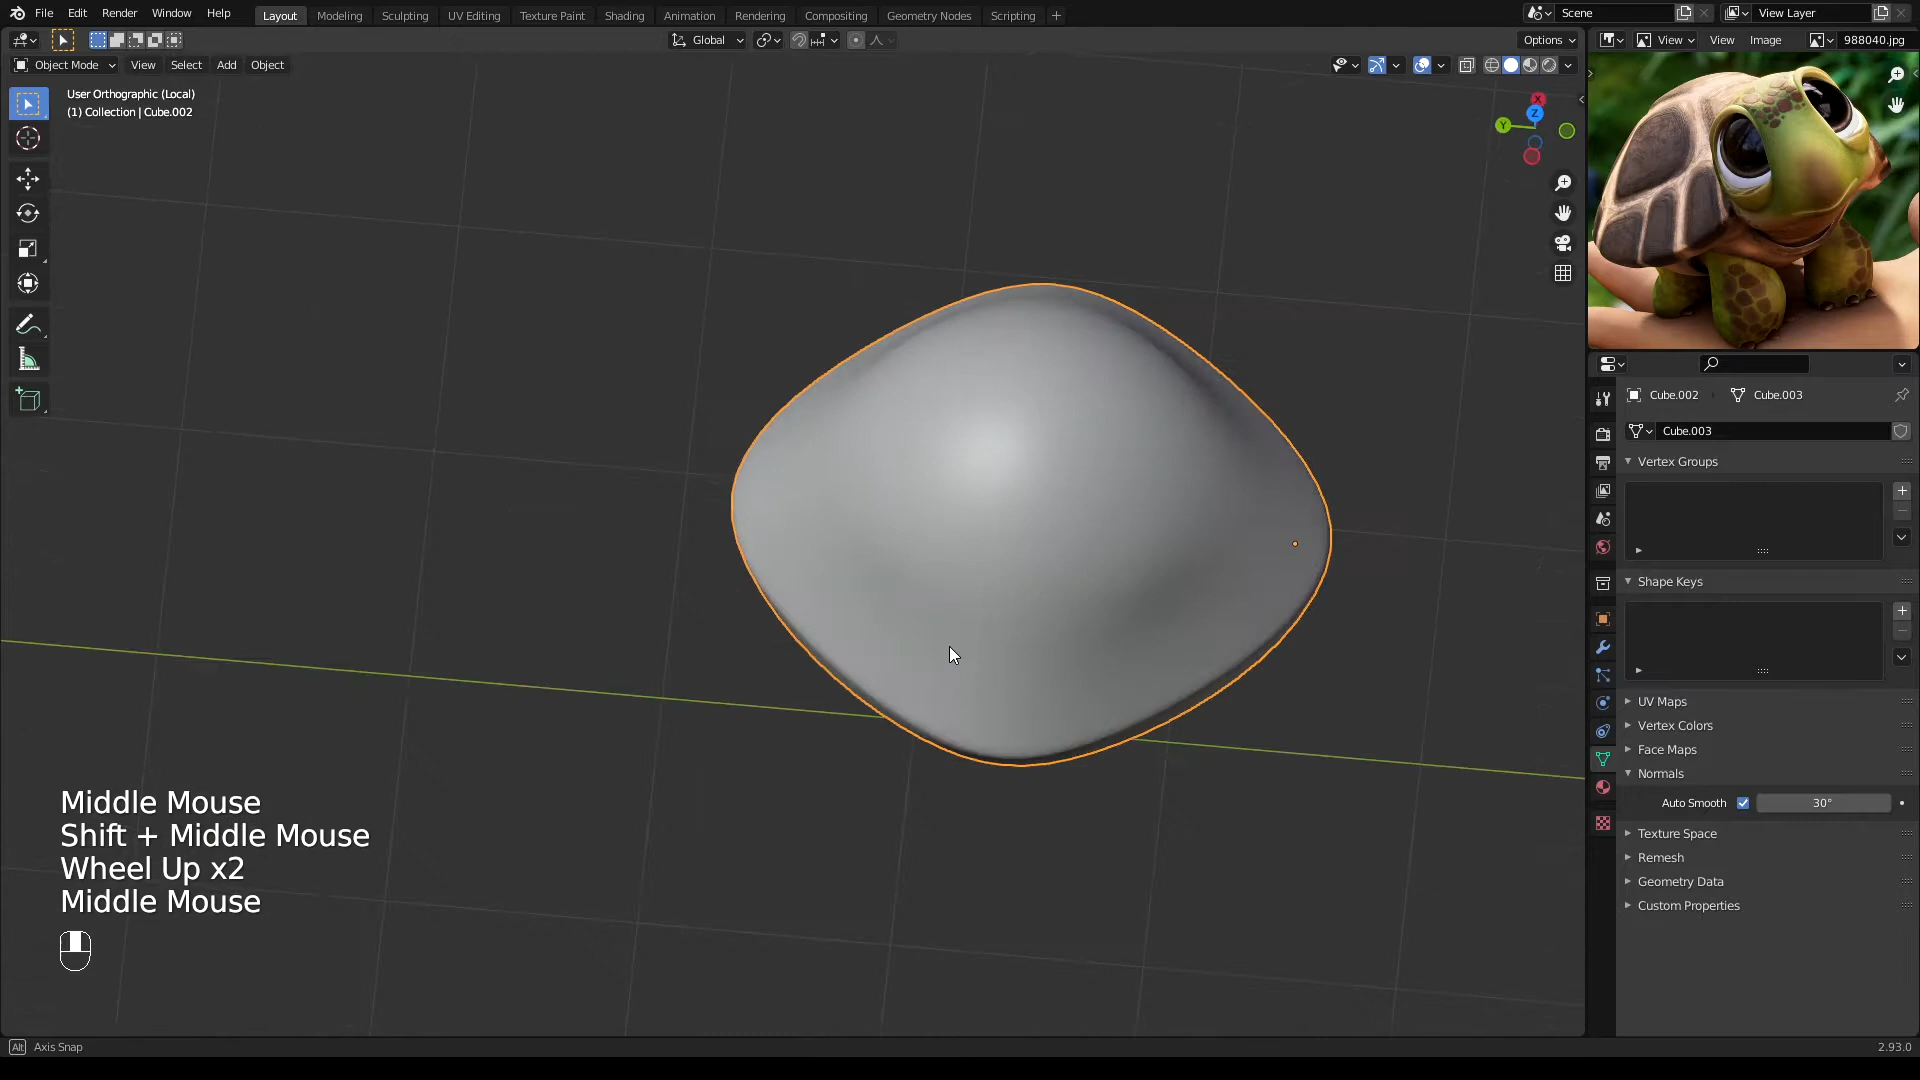 File Edit Render Window Help Layout Modeling Sculpting UV Editing Texture Paint Shading Animation Rendering Compositing Geometry Nodes Scripting + Scene View Layer
Global Options View View Image 988040.jpg
Object Mode View Select Add Object
User Orthographic (Local)
(1) Collection | Cube.002
X
Z
Y
Cube.002 Cube.003
Cube.003
Vertex Groups
Shape Keys
UV Maps
Vertex Colors
Face Maps
Normals
Auto Smooth 30°
Texture Space
Remesh
Geometry Data
Custom Properties
Middle Mouse
Shift + Middle Mouse
Wheel Up x2
Middle Mouse
Alt Axis Snap 2.93.0